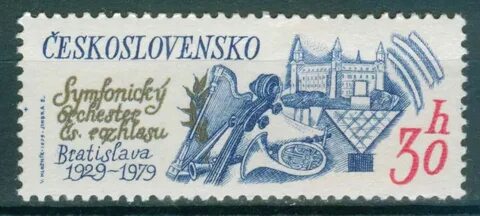 ČESKOSLOVENSKO
Symfonický
orchester
čs. rozhlasu
Bratislava
1929-1979
30 h